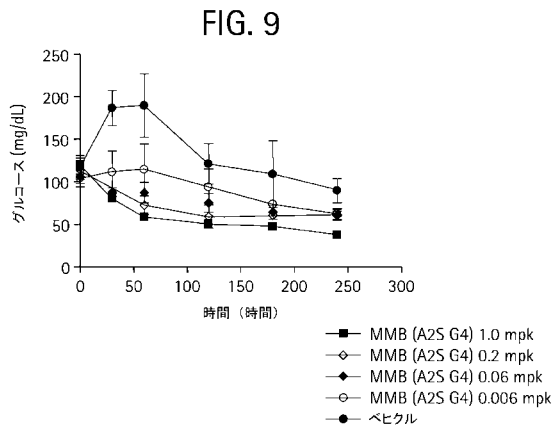 FIG. 9
グルコース (mg/dL)
250
200
150
100
50
0
0 50 100 150 200 250 300
時間（時間）
MMB (A2S G4) 1.0 mpk
MMB (A2S G4) 0.2 mpk
MMB (A2S G4) 0.06 mpk
MMB (A2S G4) 0.006 mpk
ベヒクル